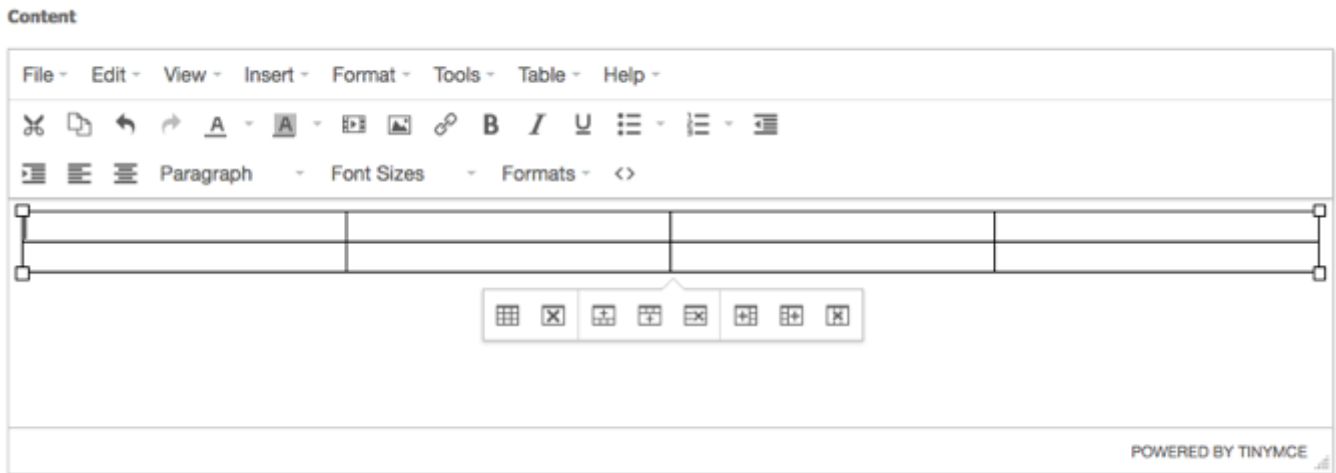 Content
File Edit View Insert Format Tools Table Help
A A B I U
Paragraph Font Sizes Formats <>
POWERED BY TINYMCE